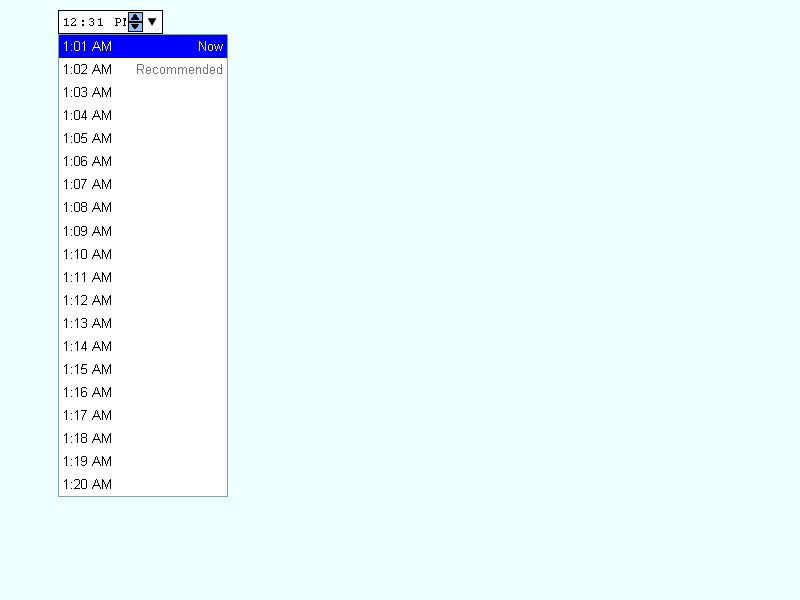 12:31 PM
1:01 AM Now
1:02 AM Recommended
1:03 AM
1:04 AM
1:05 AM
1:06 AM
1:07 AM
1:08 AM
1:09 AM
1:10 AM
1:11 AM
1:12 AM
1:13 AM
1:14 AM
1:15 AM
1:16 AM
1:17 AM
1:18 AM
1:19 AM
1:20 AM